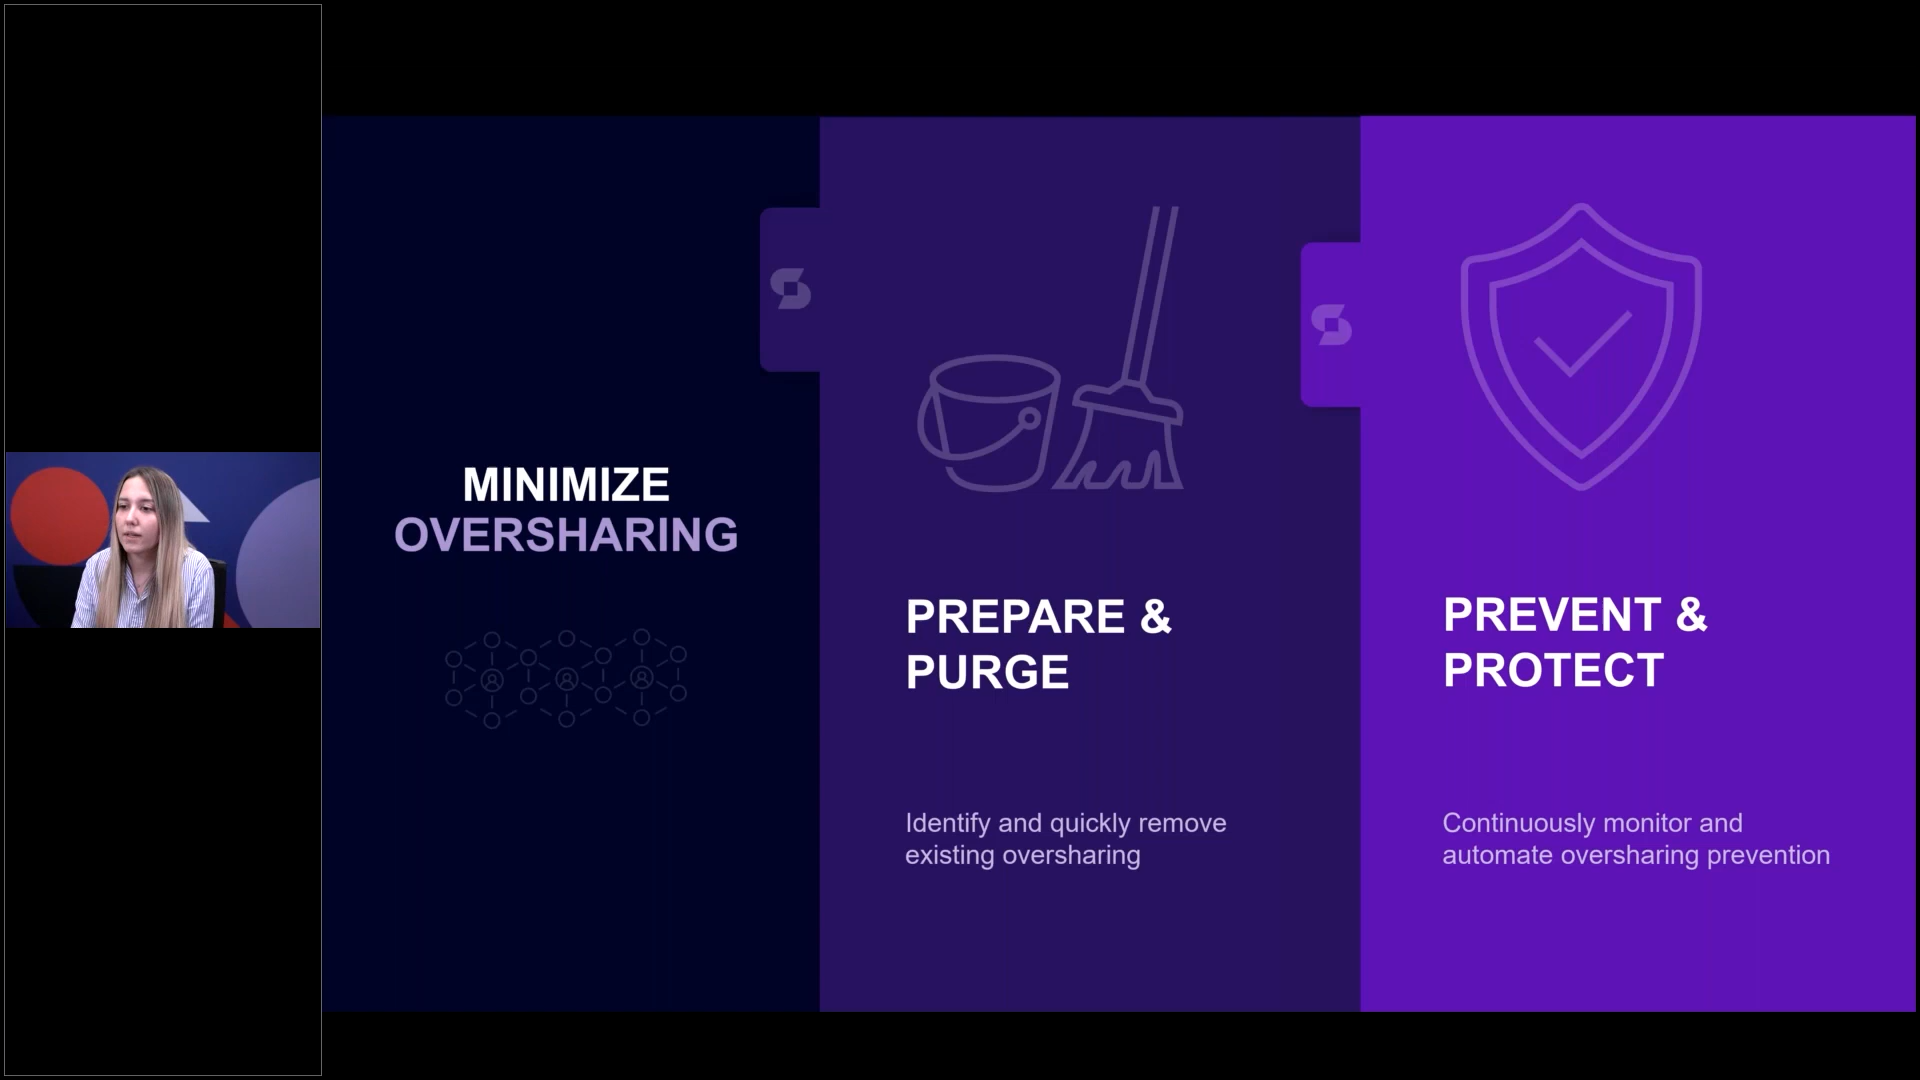 MINIMIZE
OVERSHARING
PREPARE &
PURGE
Identify and quickly remove
existing oversharing
PREVENT &
PROTECT
Continuously monitor and
automate oversharing prevention